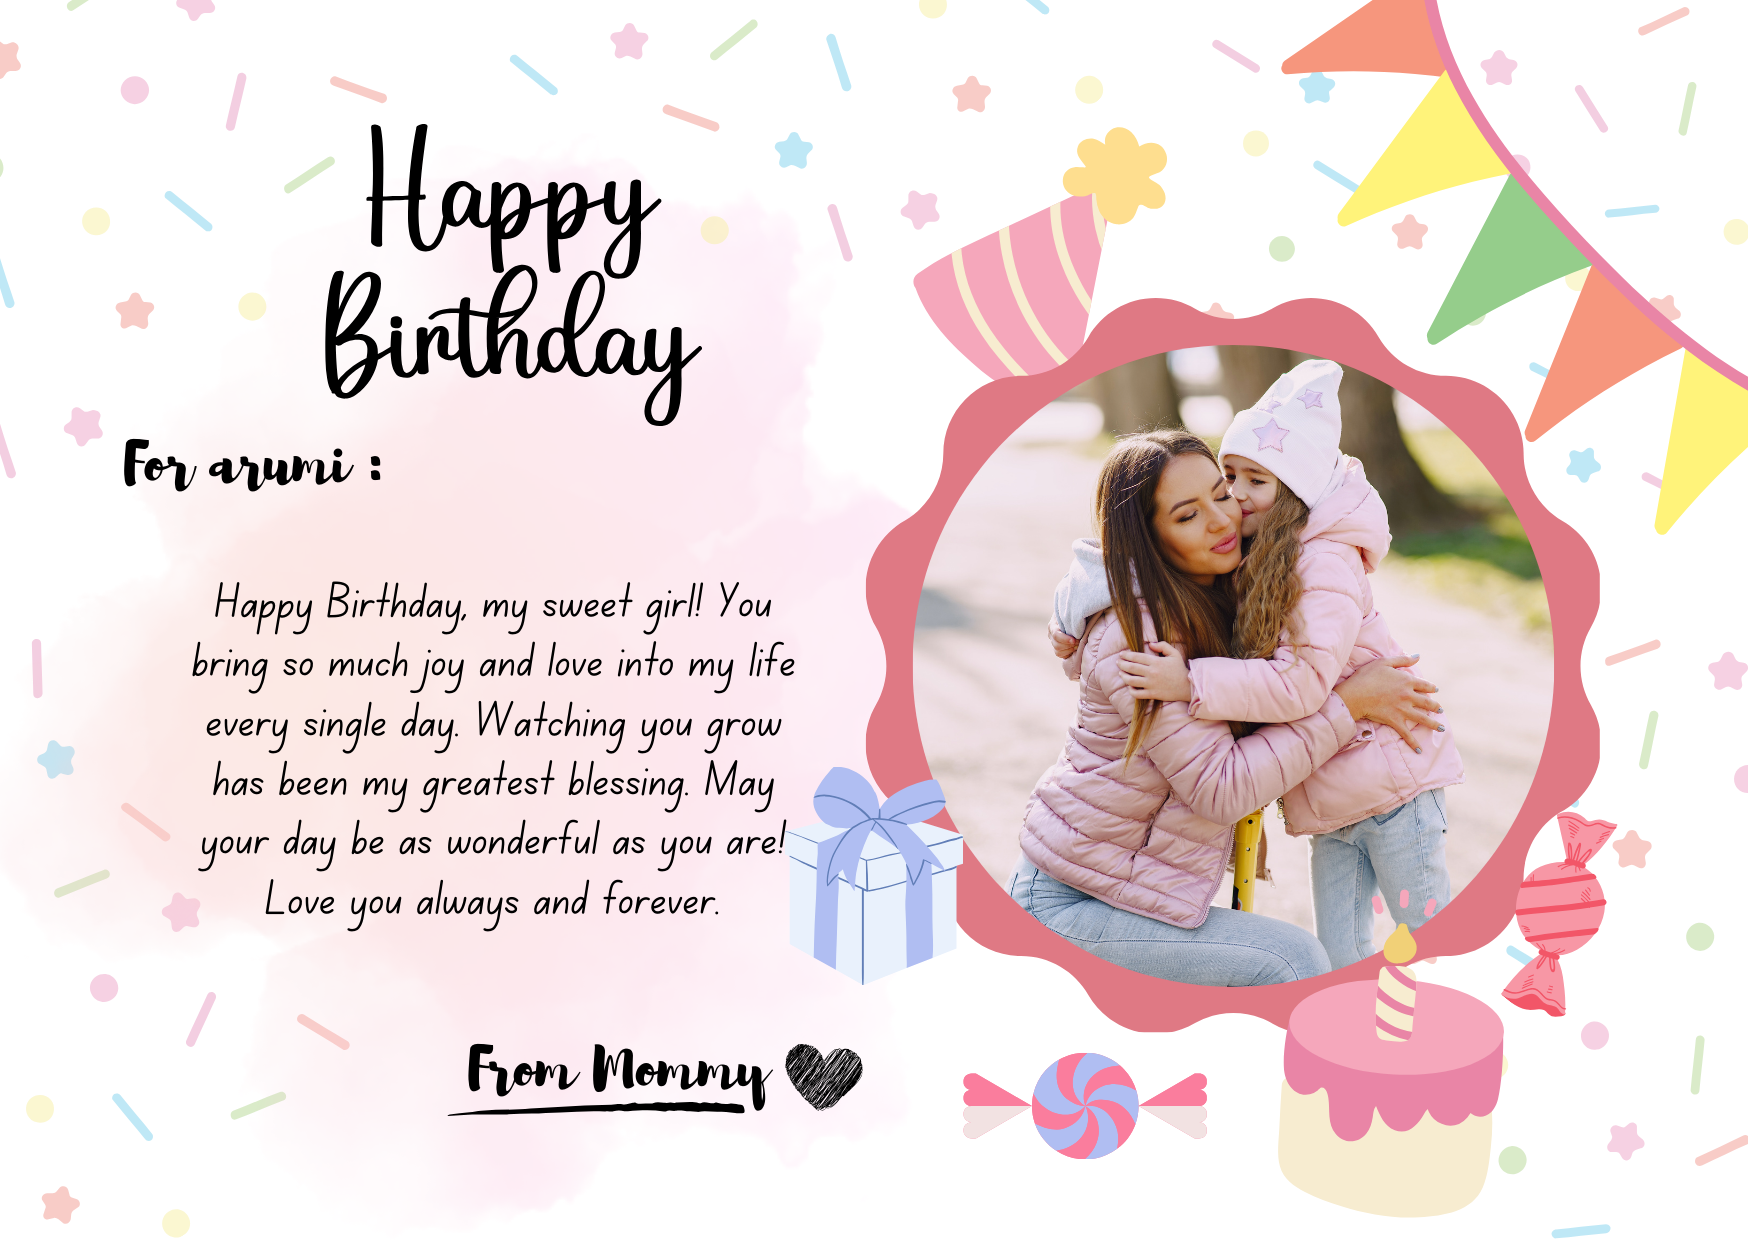 Happy
Birthday
For arumi :
Happy Birthday, my sweet girl! You
bring so much joy and love into my life
every single day. Watching you grow
has been my greatest blessing. May
your day be as wonderful as you are!
Love you always and forever.
From Mommy